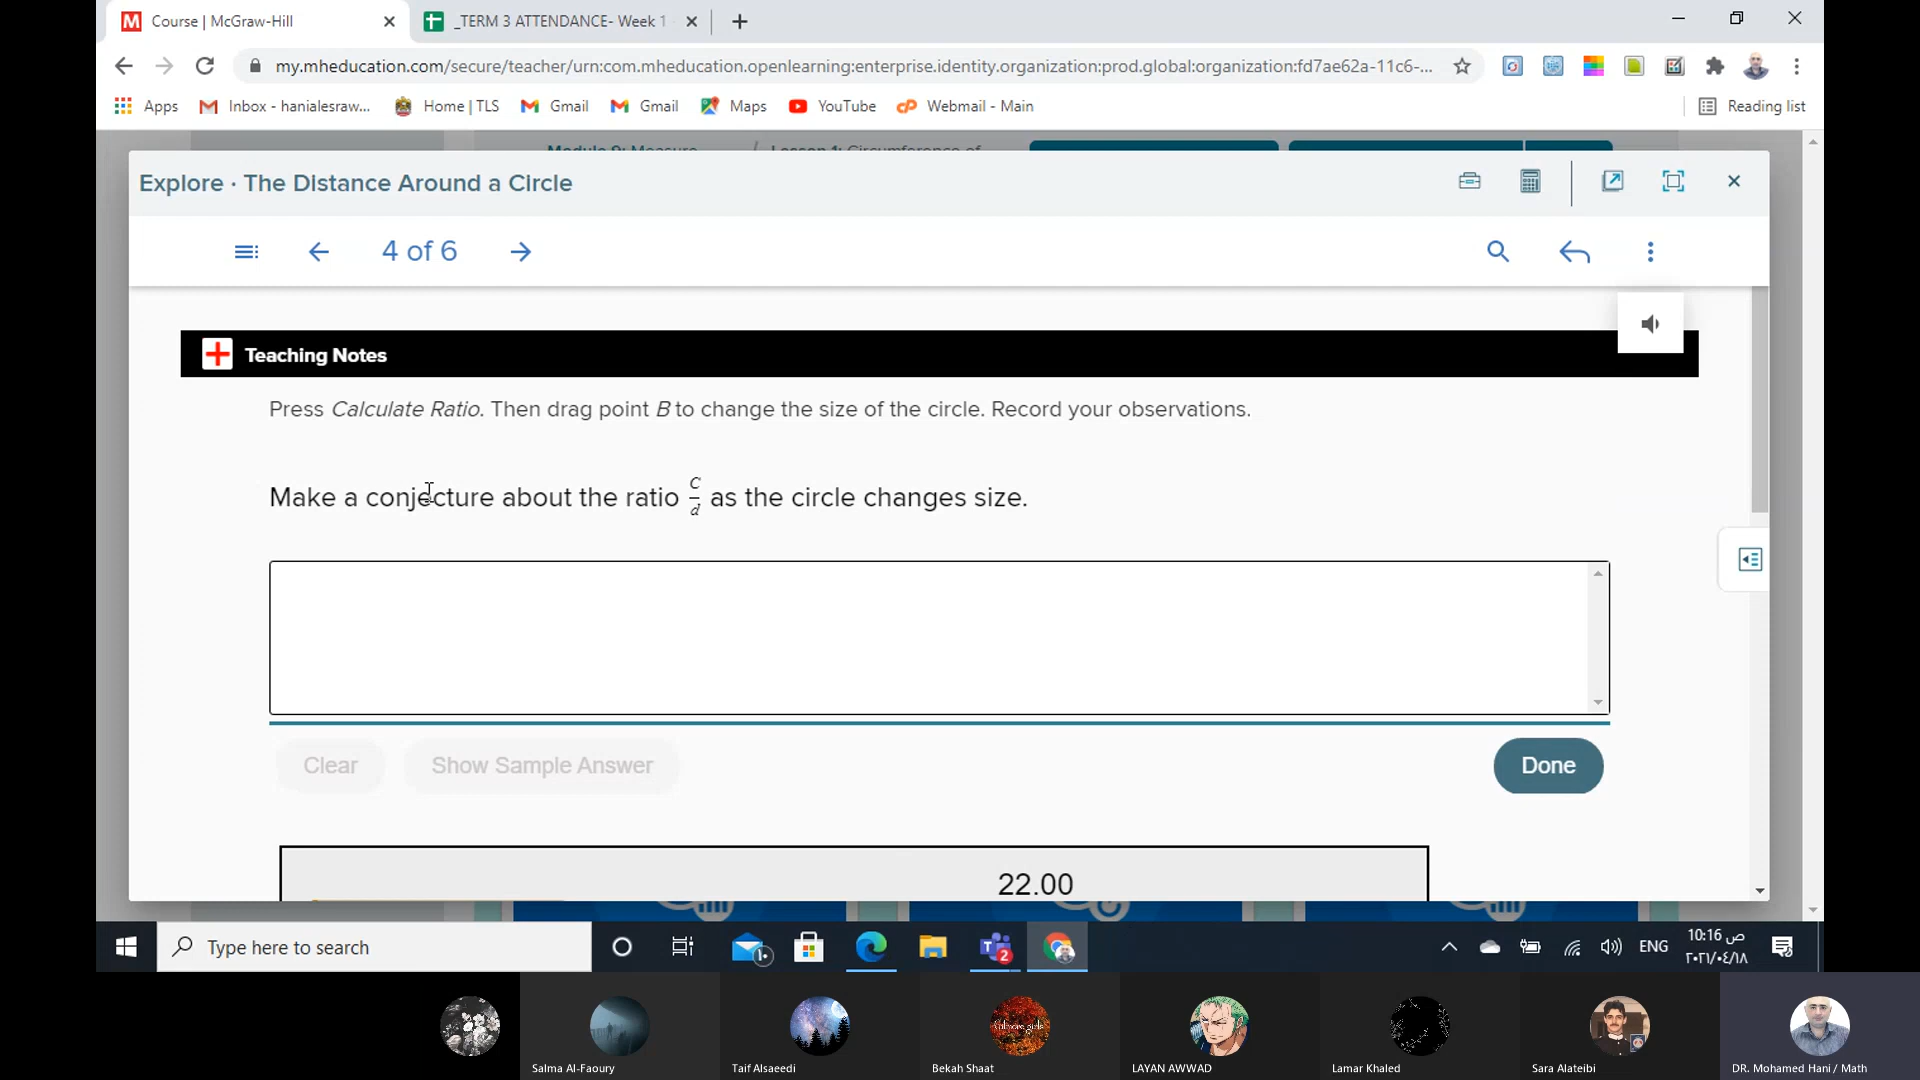 Course | McGraw-Hill
_TERM 3 ATTENDANCE- Week 1
my.mheducation.com/secure/teacher/urn:com.mheducation.openlearning:enterprise.identity.organization:prod.global:organization:fd7ae62a-11c6-...
Apps
Inbox - hanialesraw...
Home | TLS
Gmail
Gmail
Maps
YouTube
Webmail - Main
Reading list
Explore · The Distance Around a Circle
4 of 6
Teaching Notes
Press Calculate Ratio. Then drag point B to change the size of the circle. Record your observations.
Make a conjecture about the ratio C/d as the circle changes size.
Clear
Show Sample Answer
Done
22.00
Type here to search
2
ENG
10:16 ص
٢٠٢١/٠٤/١٨
Salma Al-Faoury
Taif Alsaeedi
Bekah Shaat
LAYAN AWWAD
Lamar Khaled
Sara Alateibi
DR. Mohamed Hani / Math